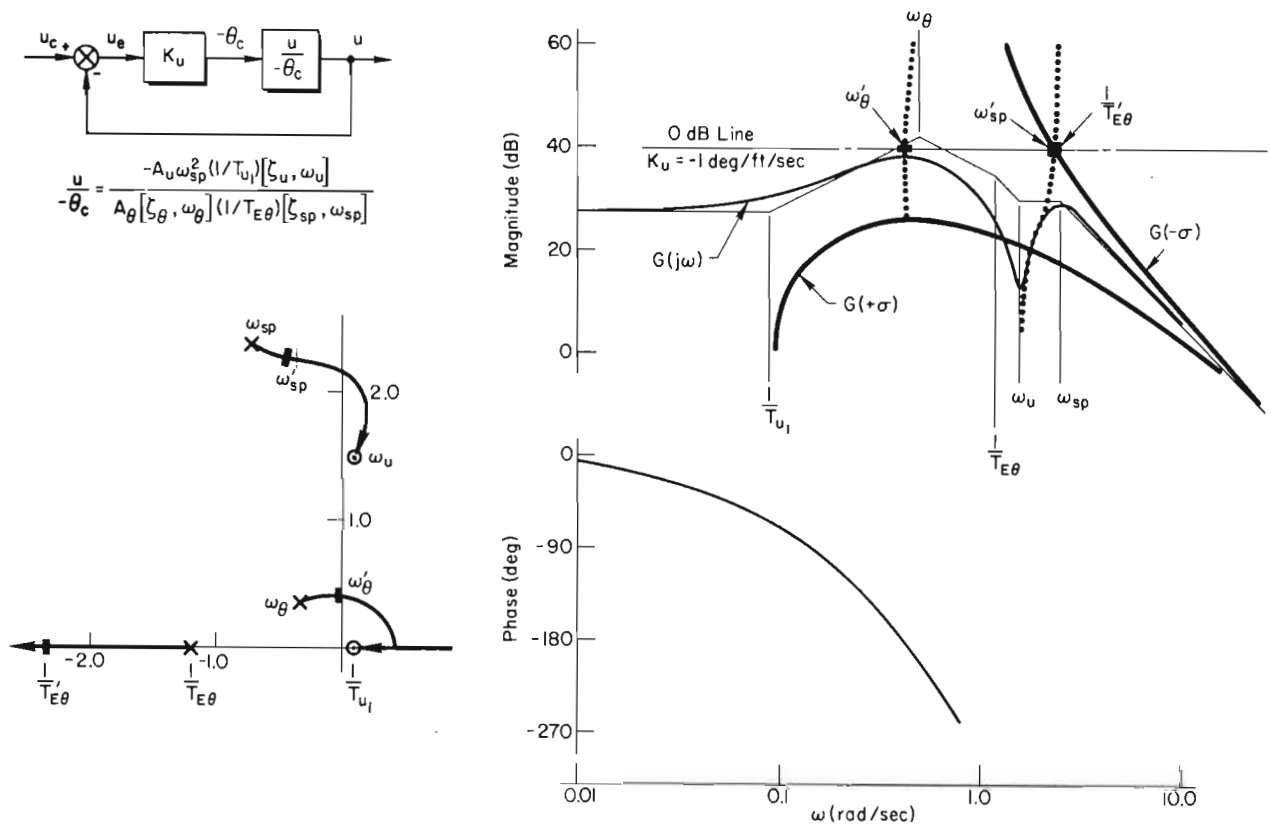 u_c + u_e K_u -θ_c u/-θ_c u
-
u/-θ_c = -A_u ω²_sp (1/T_u₁)[ζ_u, ω_u] / A_θ[ζ_θ, ω_θ](1/T_Eθ)[ζ_sp, ω_sp]
ω_sp
ω'_sp
2.0
ω_u
1.0
ω_θ
ω'_θ
-2.0
-1.0
1/T'_Eθ
1/T_Eθ
1/T_u₁
ω_θ
60
ω'_θ
ω'_sp
1/T'_Eθ
0 dB Line
40
K_u = -1 deg/ft/sec
Magnitude (dB)
G(jω)
G(-σ)
20
G(+σ)
0
1/T_u₁
ω_u
ω_sp
1/T_Eθ
0
-90
Phase (deg)
-180
-270
0.01
0.1
1.0
10.0
ω(rad/sec)